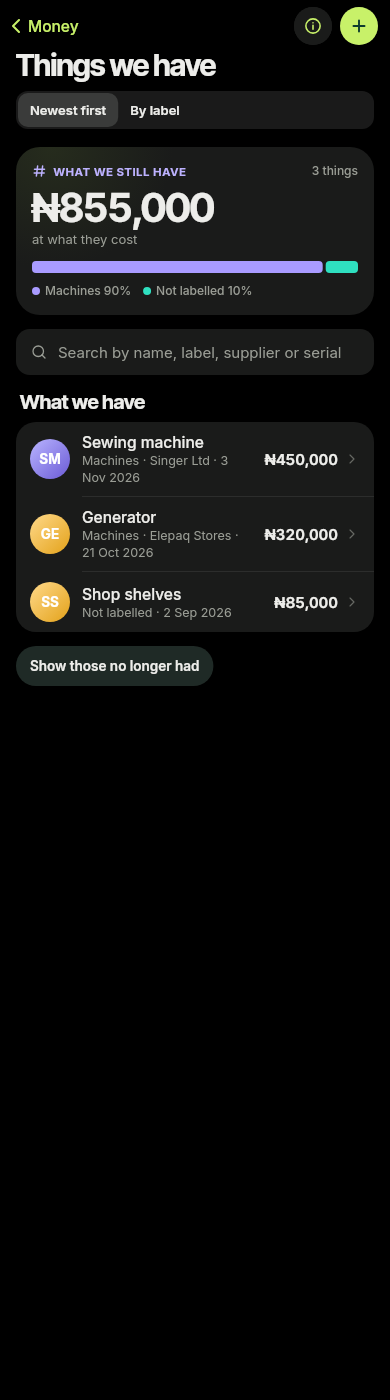 Money
Things we have
Newest first
By label
WHAT WE STILL HAVE
3 things
₦855,000
at what they cost
Machines 90%
Not labelled 10%
Search by name, label, supplier or serial
What we have
SM
Sewing machine
Machines · Singer Ltd · 3
Nov 2026
₦450,000
GE
Generator
Machines · Elepaq Stores ·
21 Oct 2026
₦320,000
SS
Shop shelves
Not labelled · 2 Sep 2026
₦85,000
Show those no longer had